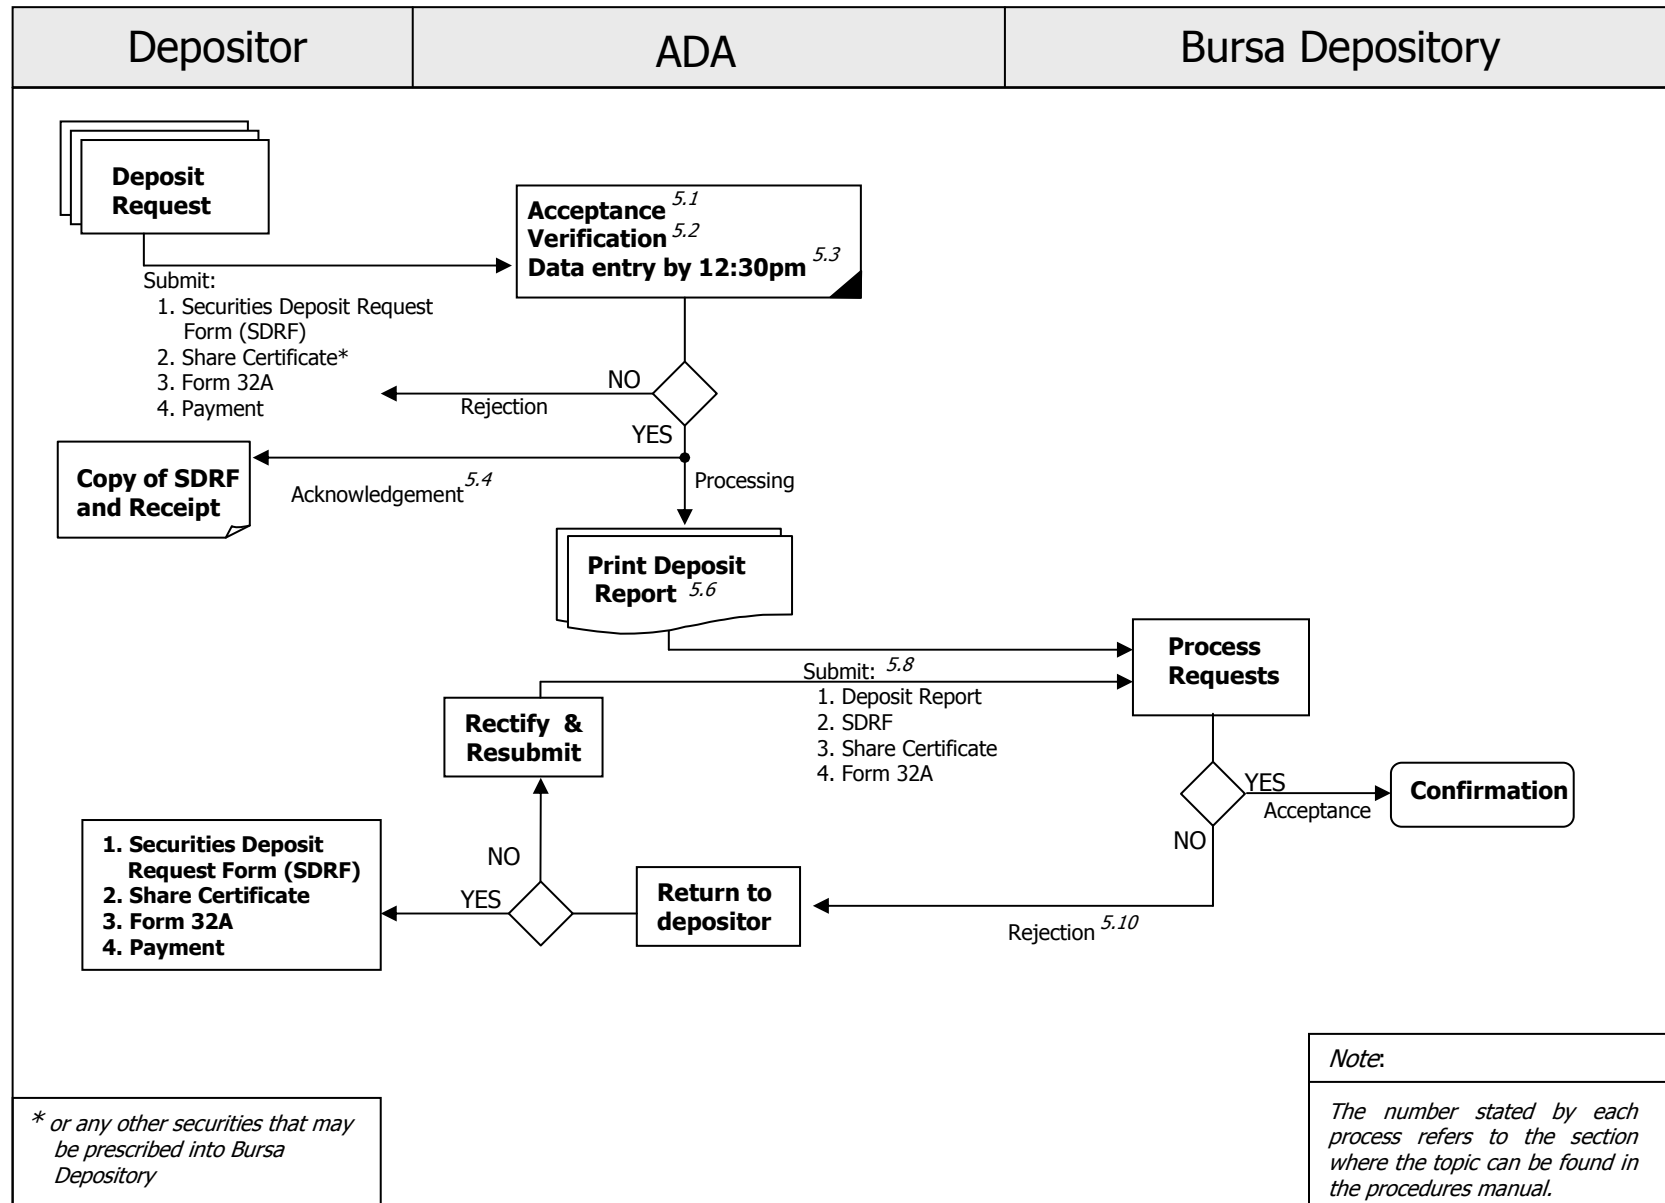 Depositor
ADA
Bursa Depository
Deposit
Request
Acceptance 5.1
Verification 5.2
Data entry by 12:30pm 5.3
Submit:
1. Securities Deposit Request
Form (SDRF)
2. Share Certificate*
3. Form 32A
4. Payment
NO
Rejection
YES
Copy of SDRF
and Receipt
Acknowledgement 5.4
Processing
Print Deposit
Report 5.6
Process
Requests
Submit: 5.8
1. Deposit Report
2. SDRF
3. Share Certificate
4. Form 32A
Rectify &
Resubmit
YES
Acceptance
Confirmation
NO
1. Securities Deposit
Request Form (SDRF)
2. Share Certificate
3. Form 32A
4. Payment
NO
YES
Return to
depositor
Rejection 5.10
* or any other securities that may
be prescribed into Bursa
Depository
Note:
The number stated by each
process refers to the section
where the topic can be found in
the procedures manual.